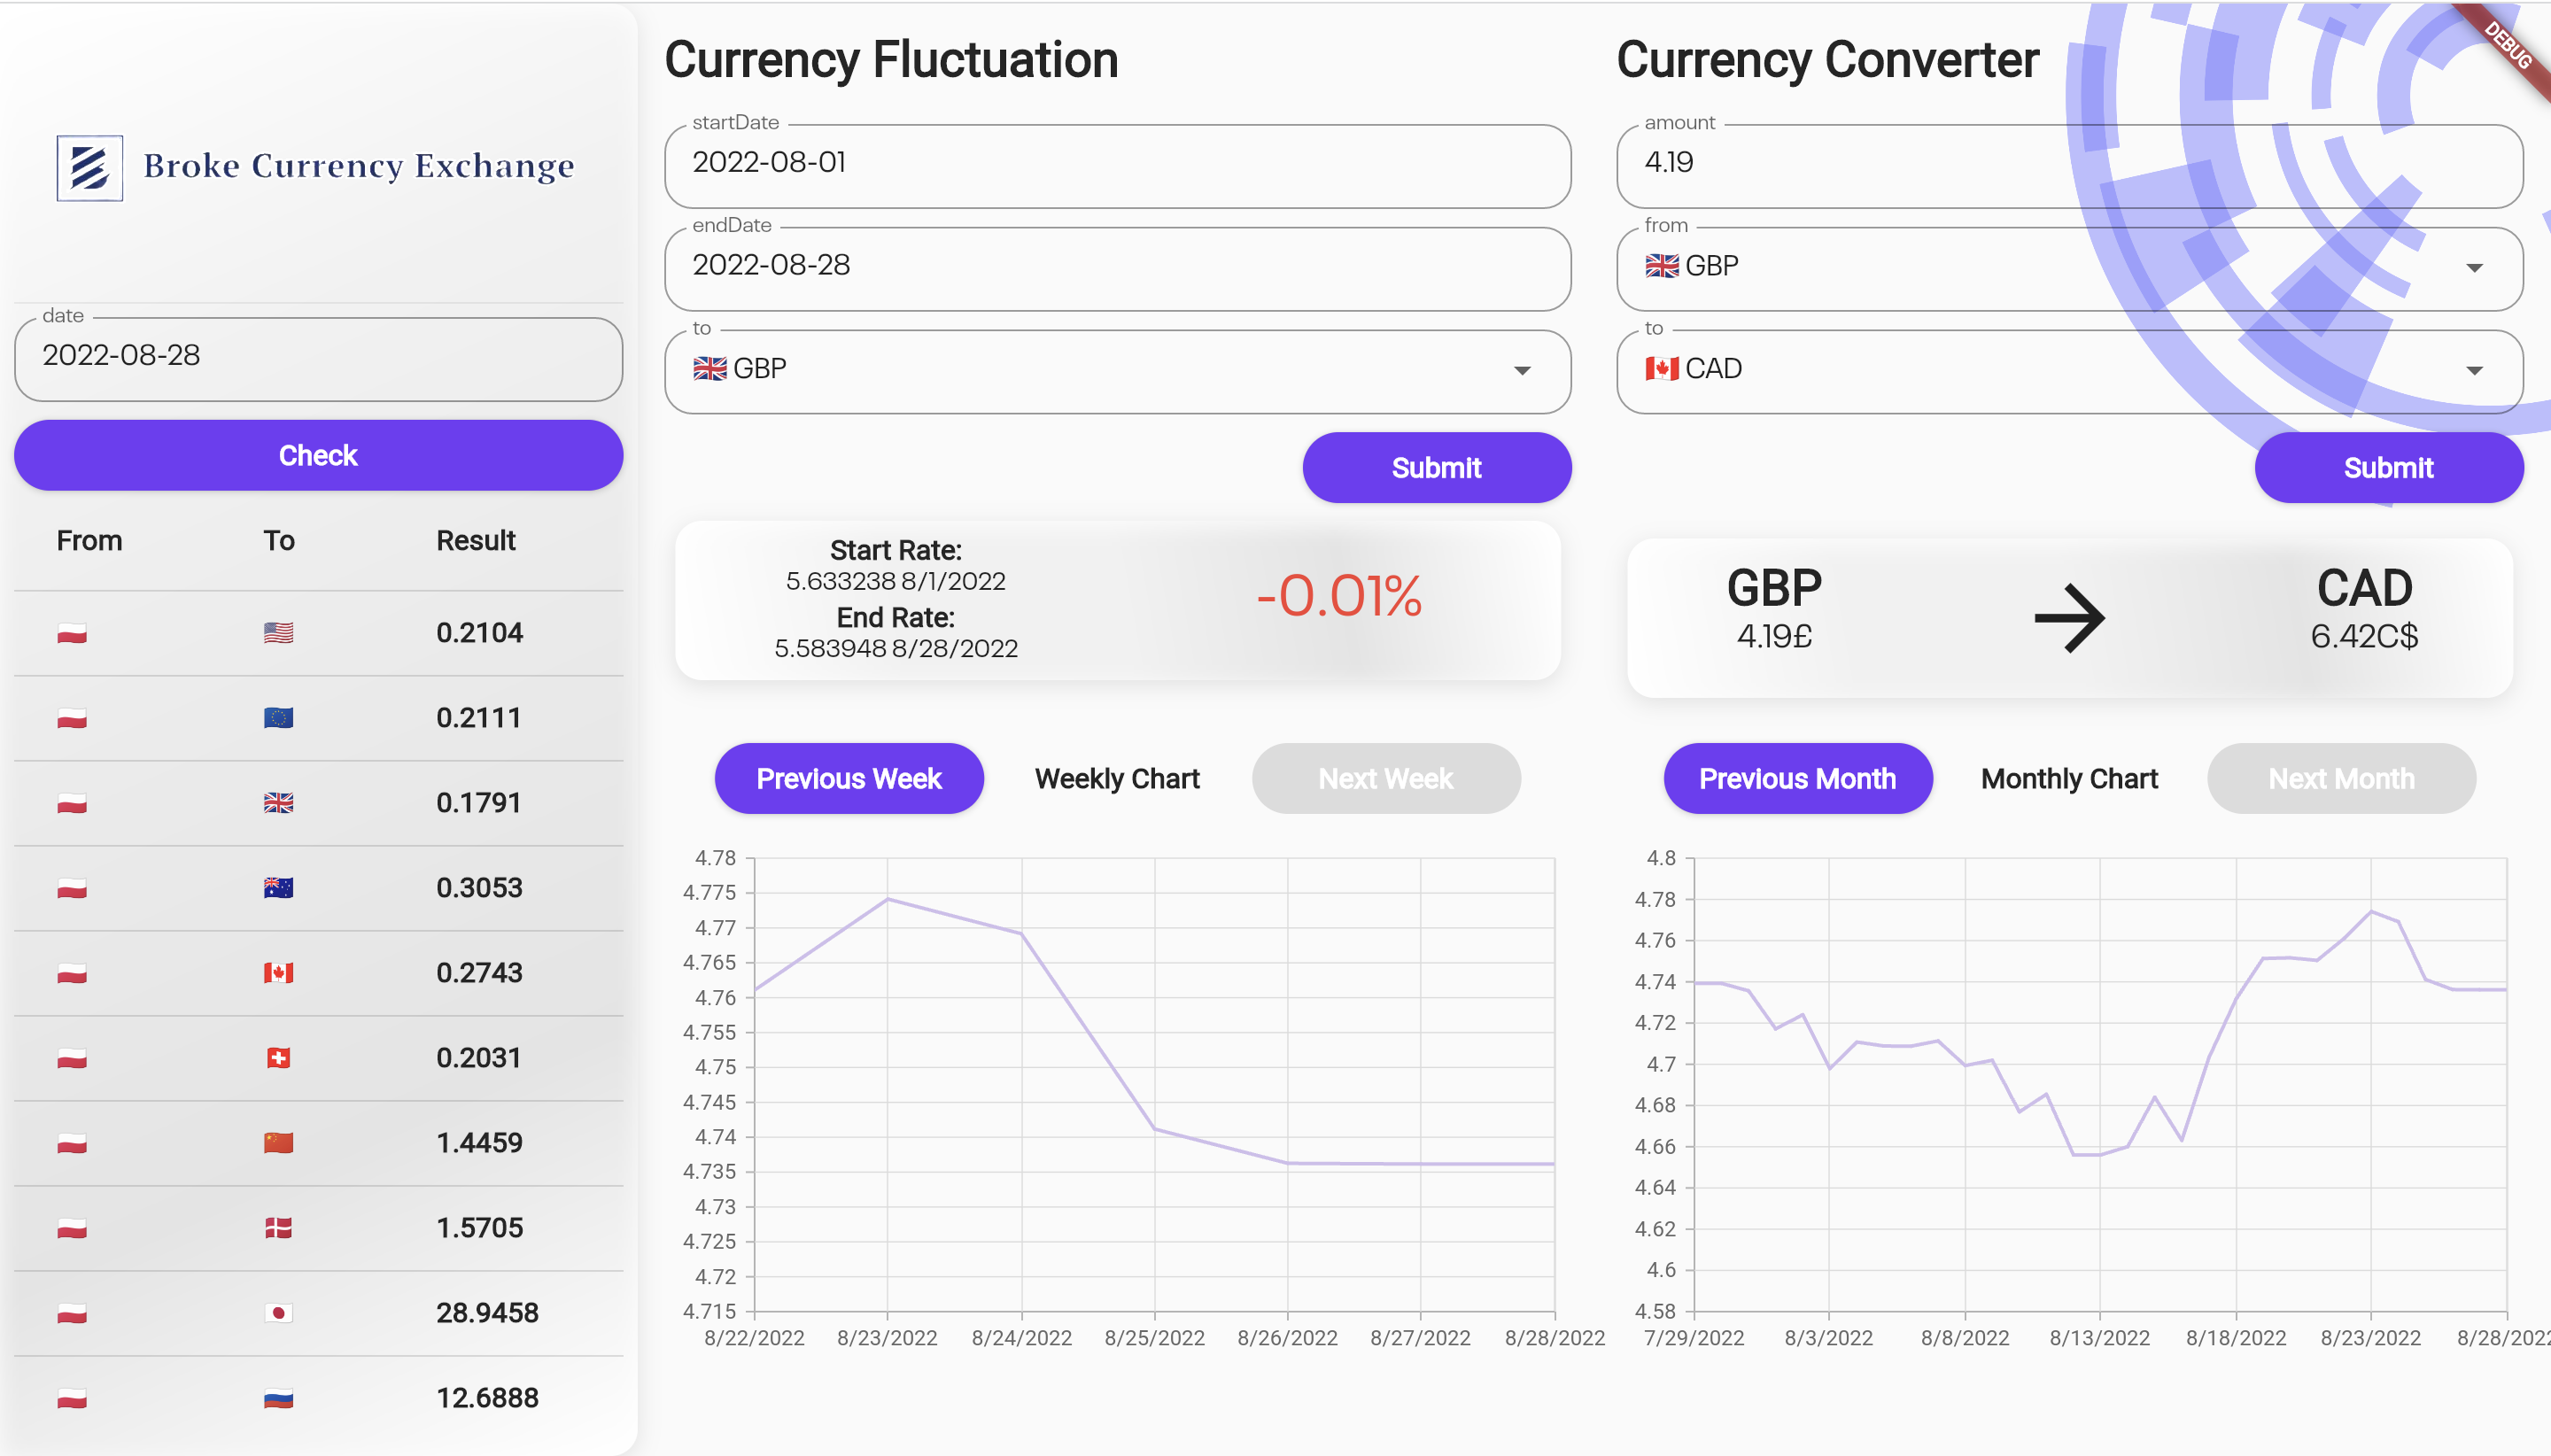 Broke Currency Exchange
date
2022-08-28
Check
From To Result
0.2104
0.2111
0.1791
0.3053
0.2743
0.2031
1.4459
1.5705
28.9458
12.6888
Currency Fluctuation
startDate
2022-08-01
endDate
2022-08-28
to
GBP
Submit
Start Rate:
5.633238 8/1/2022
End Rate:
5.583948 8/28/2022
-0.01%
Previous Week Weekly Chart Next Week
4.78
4.775
4.77
4.765
4.76
4.755
4.75
4.745
4.74
4.735
4.73
4.725
4.72
4.715
8/22/2022 8/23/2022 8/24/2022 8/25/2022 8/26/2022 8/27/2022 8/28/2022
Currency Converter
DEBUG
amount
4.19
from
GBP
to
CAD
Submit
GBP
4.19£
CAD
6.42C$
Previous Month Monthly Chart Next Month
4.8
4.78
4.76
4.74
4.72
4.7
4.68
4.66
4.64
4.62
4.6
4.58
7/29/2022 8/3/2022 8/8/2022 8/13/2022 8/18/2022 8/23/2022 8/28/2022